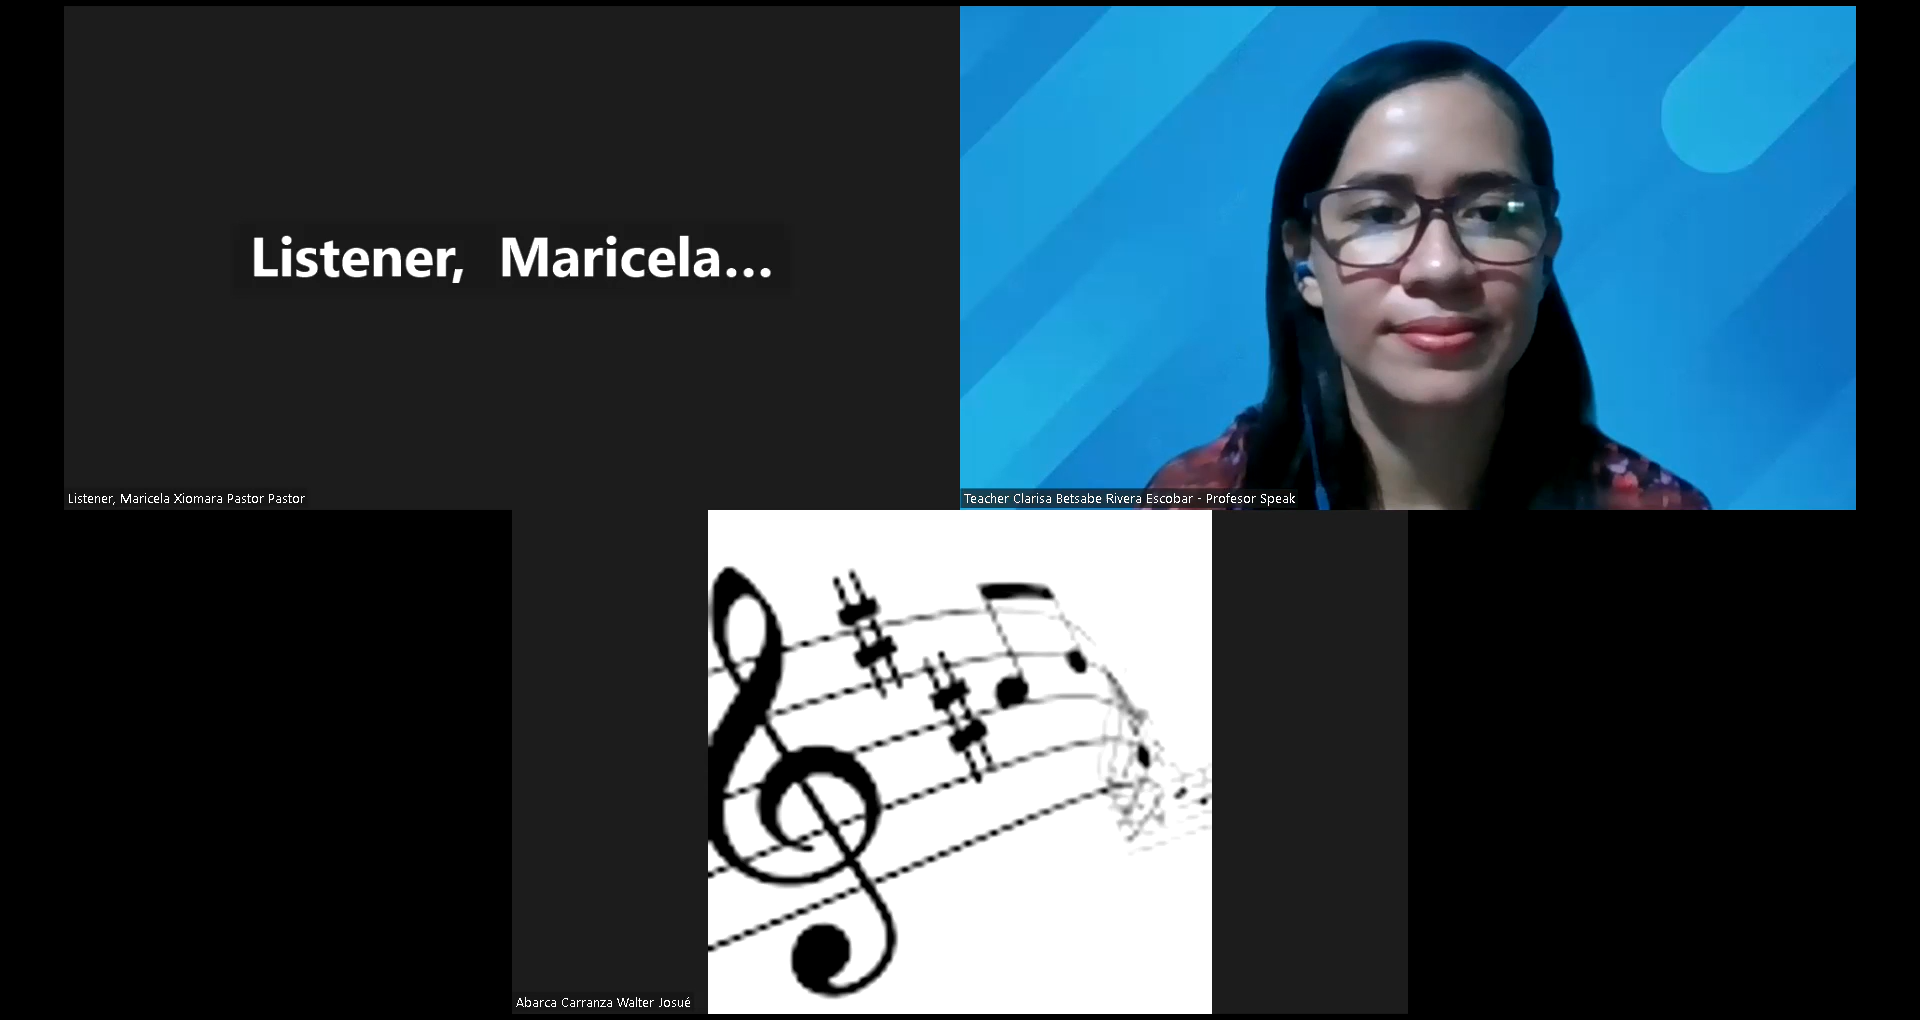 Listener, Maricela...
Listener, Maricela Xiomara Pastor Pastor
Teacher Clarisa Betsabe Rivera Escobar - Profesor Speak
Abarca Carranza Walter Josué